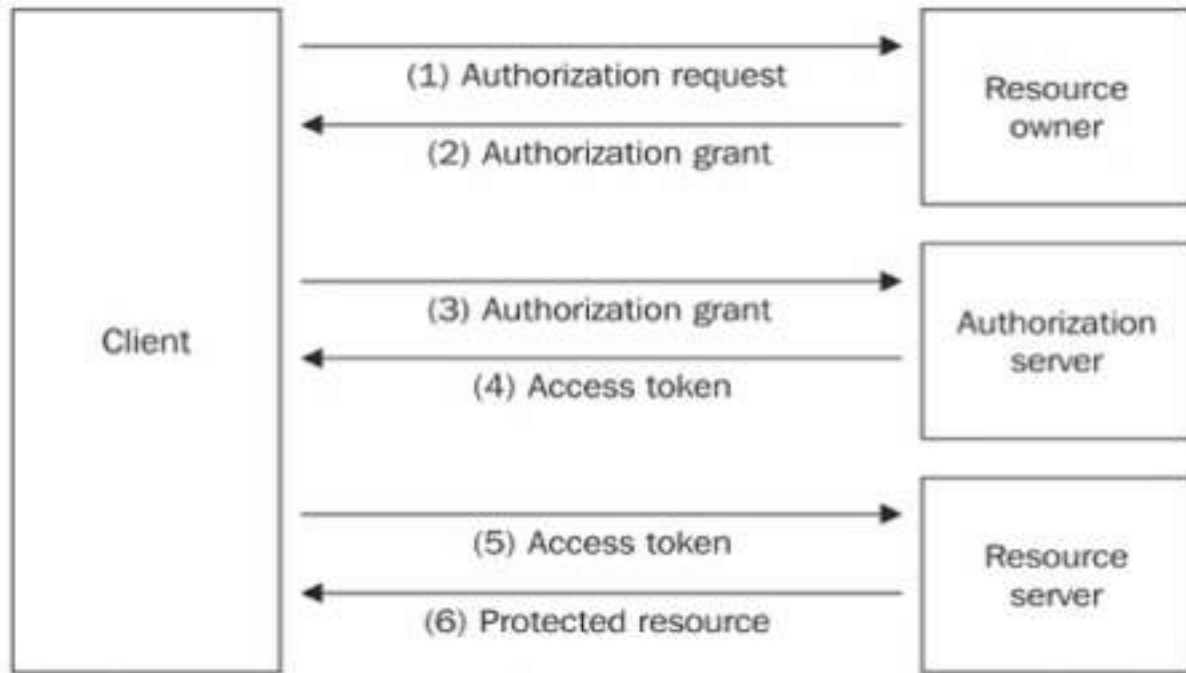 (1) Authorization request
Resource
owner
(2) Authorization grant
Client
(3) Authorization grant
Authorization
server
(4) Access token
(5) Access token
Resource
server
(6) Protected resource